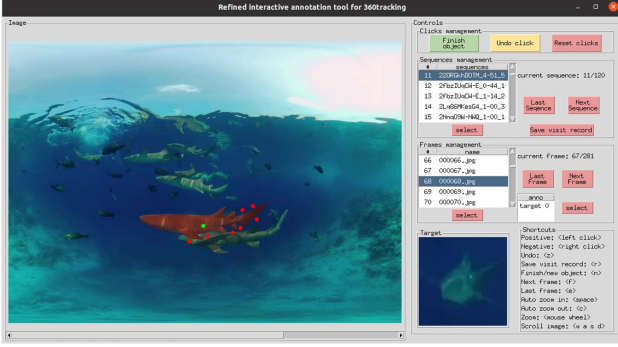 Refined interactive annotation tool for 360tracking
Image
Controls
Clicks management
Finish object
Undo click
Reset clicks
Sequences management
# sequences
12
13
14
15
current sequence: 11/120
Last Seqence
Next Sequence
select
Save visit record
Frames management
# name
66 000066.jpg
67 000067.jpg
68 000068.jpg
69 000069.jpg
70 000070.jpg
current frame: 67/281
Last Frame
Next Frame
anno
target 0
select
select
Target
Shortcuts
Positive: <left click>
Negative: <right click>
Undo: <z>
Save visit record: <r>
Finish/new object: <n>
Next frame: <f>
Last frame: <e>
Auto zoom in: <space>
Auto zoom out: <c>
Zoom: <mouse wheel>
Scroll image: <w a s d>